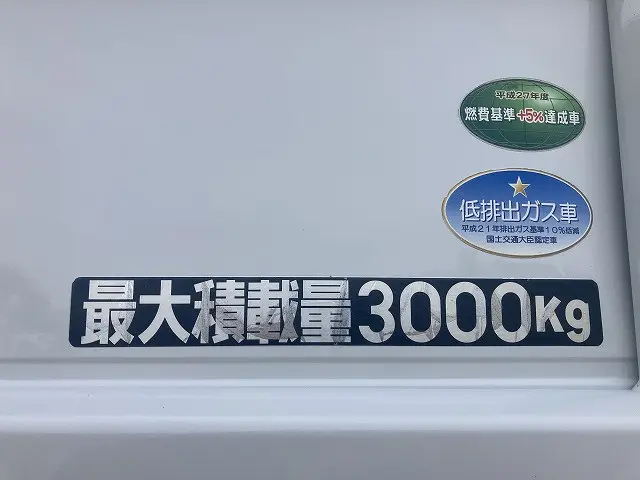 平成27年度
燃費基準+5%達成車
低排出ガス車
平成21年排出ガス基準10%低減
国土交通大臣認定車
最大積載量3000Kg